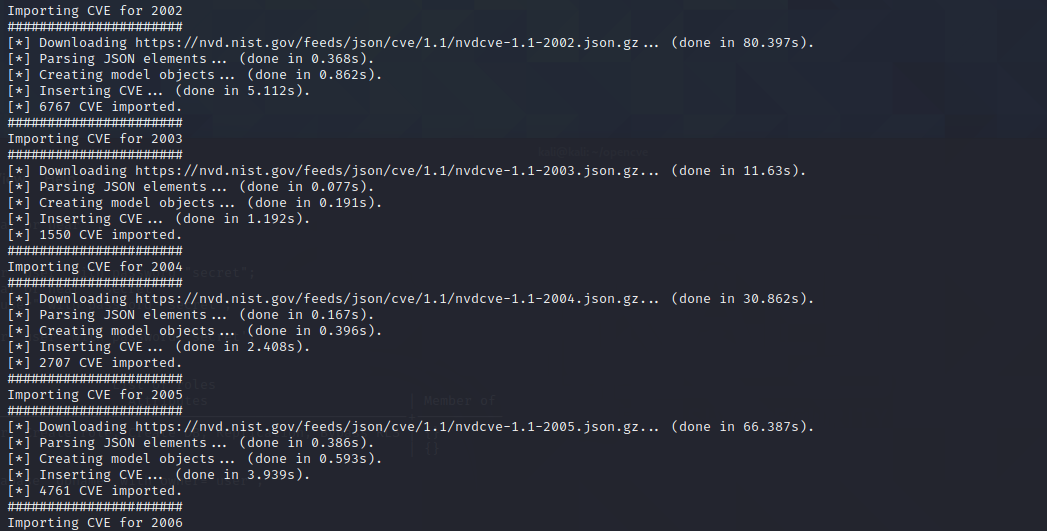 Importing CVE for 2002
######################
[*] Downloading https://nvd.nist.gov/feeds/json/cve/1.1/nvdcve-1.1-2002.json.gz... (done in 80.397s).
[*] Parsing JSON elements... (done in 0.368s).
[*] Creating model objects... (done in 0.862s).
[*] Inserting CVE... (done in 5.112s).
[*] 6767 CVE imported.
######################
Importing CVE for 2003
######################
[*] Downloading https://nvd.nist.gov/feeds/json/cve/1.1/nvdcve-1.1-2003.json.gz... (done in 11.63s).
[*] Parsing JSON elements... (done in 0.077s).
[*] Creating model objects... (done in 0.191s).
[*] Inserting CVE... (done in 1.192s).
[*] 1550 CVE imported.
######################
Importing CVE for 2004
"secret";
######################
[*] Downloading https://nvd.nist.gov/feeds/json/cve/1.1/nvdcve-1.1-2004.json.gz... (done in 30.862s).
[*] Parsing JSON elements... (done in 0.167s).
[*] Creating model objects... (done in 0.396s).
[*] Inserting CVE... (done in 2.408s).
[*] 2707 CVE imported.
######################
Importing CVE for 2005
| Member of
######################
[*] Downloading https://nvd.nist.gov/feeds/json/cve/1.1/nvdcve-1.1-2005.json.gz... (done in 66.387s).
[*] Parsing JSON elements... (done in 0.386s).
| {}
[*] Creating model objects... (done in 0.593s).
[*] Inserting CVE... (done in 3.939s).
[*] 4761 CVE imported.
######################
Importing CVE for 2006